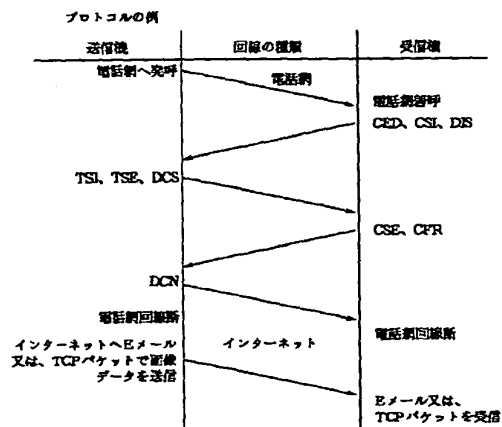 プロトコルの例
送信機
回線の種類
受信機
電話網へ発呼
電話網
電話網着呼
CED、CSI、DIS
TSI、TSE、DCS
CSE、CFR
DCN
電話網回線断
電話網回線断
インターネットへEメール
又は、TCPパケットで画像
データを送信
インターネット
Eメール又は、
TCPパケットを受信